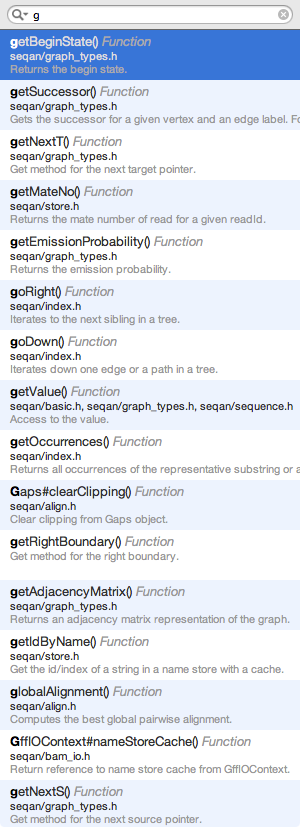 g
getBeginState() Function
seqan/graph_types.h
Returns the begin state.
getSuccessor() Function
seqan/graph_types.h
Gets the successor for a given vertex and an edge label. Fo
getNextT() Function
seqan/graph_types.h
Get method for the next target pointer.
getMateNo() Function
seqan/store.h
Returns the mate number of read for a given readId.
getEmissionProbability() Function
seqan/graph_types.h
Returns the emission probability.
goRight() Function
seqan/index.h
Iterates to the next sibling in a tree.
goDown() Function
seqan/index.h
Iterates down one edge or a path in a tree.
getValue() Function
seqan/basic.h, seqan/graph_types.h, seqan/sequence.h
Access to the value.
getOccurrences() Function
seqan/index.h
Returns all occurrences of the representative substring or a
Gaps#clearClipping() Function
seqan/align.h
Clear clipping from Gaps object.
getRightBoundary() Function
Get method for the right boundary.
getAdjacencyMatrix() Function
seqan/graph_types.h
Returns an adjacency matrix representation of the graph.
getIdByName() Function
seqan/store.h
Get the id/index of a string in a name store with a cache.
globalAlignment() Function
seqan/align.h
Computes the best global pairwise alignment.
GffIOContext#nameStoreCache() Function
seqan/bam_io.h
Return reference to name store cache from GffIOContext.
getNextS() Function
seqan/graph_types.h
Get method for the next source pointer.